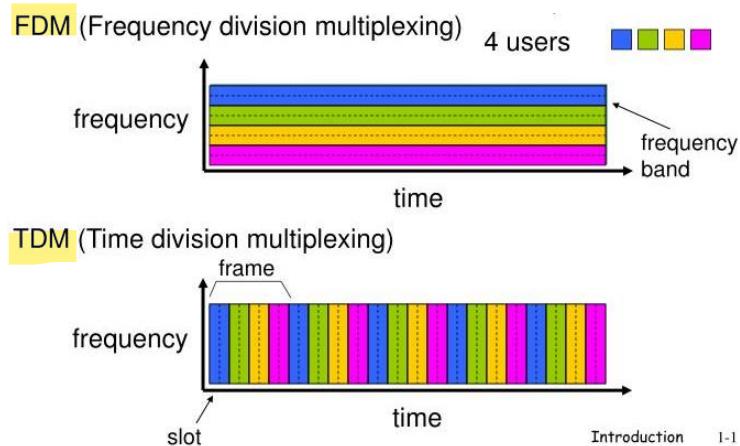 FDM (Frequency division multiplexing)
4 users
frequency
frequency
band
time
TDM (Time division multiplexing)
frame
frequency
time
slot
Introduction 1-1